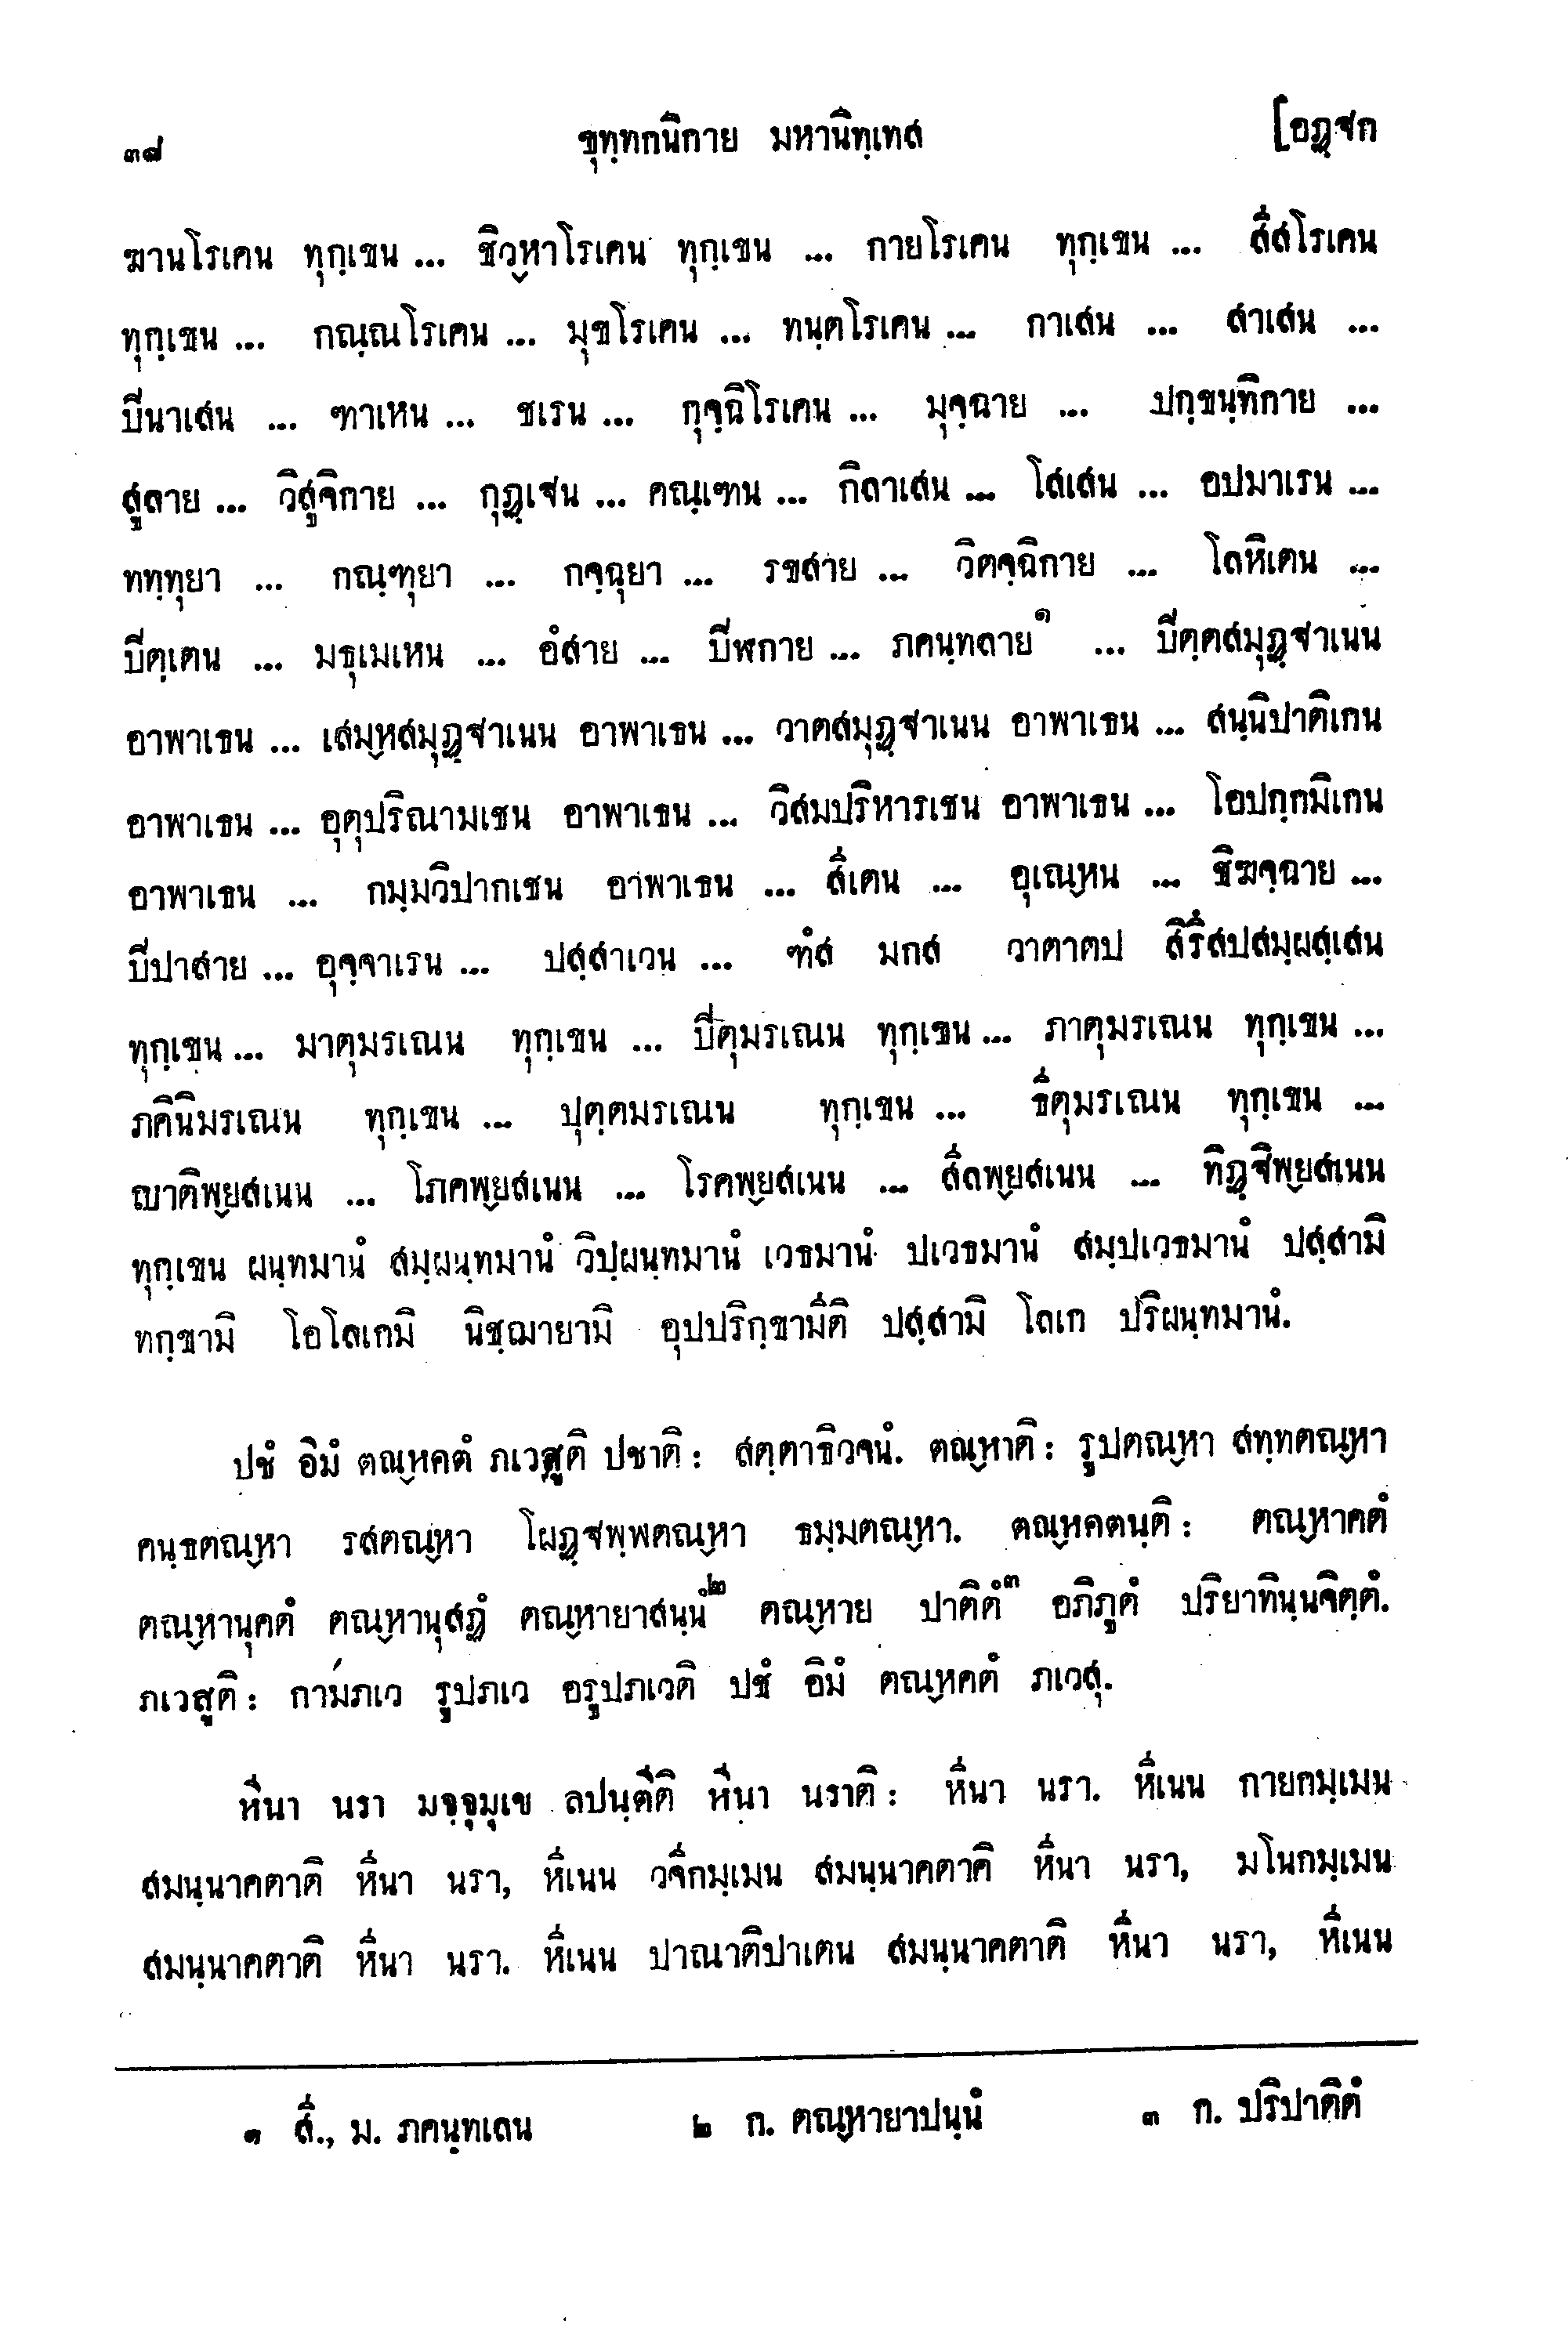 ๓๘ ขุทฺทกนิกาย มหานิทฺเทส [อฏฺฐก
ฆานโรเคน ทุกฺเขน ... ชิวฺหาโรเคน ทุกฺเขน ... กายโรเคน ทุกฺเขน ... สีสโรเคน
ทุกฺเขน ... กณฺณโรเคน ... มุขโรเคน ... ทนฺตโรเคน ... กาเสน ... สาเสน ...
ปินาเสน ... ฑาเหน ... ชเรน ... กุจฺฉิโรเคน ... มุจฺฉาย ... ปกฺขนฺทิกาย ...
สูลาย ... วิสูจิกาย ... กุฏฺเฐน ... คณฺเฑน ... กิลาเสน ... โสเสน ... อปมาเรน ...
ททฺทุยา ... กณฺฑุยา ... กจฺฉุยา ... รขสาย ... วิตจฺฉิกาย ... โลหิเตน ...
ปิตฺเตน ... มธุเมเหน ... อํสาย ... ปิฬกาย ... ภคนฺทลาย๑ ... ปิตฺตสมุฏฺฐาเนน
อาพาเธน ... เสมฺหสมุฏฺฐาเนน อาพาเธน ... วาตสมุฏฺฐาเนน อาพาเธน ... สนฺนิปาติเกน
อาพาเธน ... อุตุปริณามเชน อาพาเธน ... วิสมปริหารเชน อาพาเธน ... โอปกฺกมิเกน
อาพาเธน ... กมฺมวิปากเชน อาพาเธน ... สีเตน ... อุเณฺหน ... ชิฆจฺฉาย ...
ปิปาสาย ... อุจฺจาเรน ... ปสฺสาเวน ... ฑํส มกส วาตาตป สิรึสปสมฺผสฺเสน
ทุกฺเขน ... มาตุมรเณน ทุกฺเขน ... ปิตุมรเณน ทุกฺเขน ... ภาตุมรเณน ทุกฺเขน ...
ภคินิมรเณน ทุกฺเขน ... ปุตฺตมรเณน ทุกฺเขน ... ธีตุมรเณน ทุกฺเขน ...
ญาติพฺยสเนน ... โภคพฺยสเนน ... โรคพฺยสเนน ... สีลพฺยสเนน ... ทิฏฺฐิพฺยสเนน
ทุกฺเขน ผนฺทมานํ สมฺผนฺทมานํ วิปฺผนฺทมานํ เวธมานํ ปเวธมานํ สมฺปเวธมานํ ปสฺสามิ
ทกฺขามิ โอโลเกมิ นิชฺฌายามิ อุปปริกฺขามีติ ปสฺสามิ โลเก ปริผนฺทมานํ.
ปชํ อิมํ ตณฺหคตํ ภเวสูติ ปชาติ: สตฺตาธิวจนํ. ตณฺหาติ: รูปตณฺหา สทฺทตณฺหา
คนฺธตณฺหา รสตณฺหา โผฏฺฐพฺพตณฺหา ธมฺมตณฺหา. ตณฺหคตนฺติ: ตณฺหาคตํ
ตณฺหานุคตํ ตณฺหานุสฏํ ตณฺหายาสนฺนํ๒ ตณฺหาย ปาติตํ๓ อภิภูตํ ปริยาทินฺนจิตฺตํ.
ภเวสูติ: กามภเว รูปภเว อรูปภเวติ ปชํ อิมํ ตณฺหคตํ ภเวสุ.
หีนา นรา มจฺจุมุเข ลปนฺตีติ หีนา นราติ: หีนา นรา. หีเนน กายกมฺเมน
สมนฺนาคตาติ หีนา นรา, หีเนน วจีกมฺเมน สมนฺนาคตาติ หีนา นรา, มโนกมฺเมน
สมนฺนาคตาติ หีนา นรา. หีเนน ปาณาติปาเตน สมนฺนาคตาติ หีนา นรา, หีเนน
๑ สี., ม. ภคนฺทเลน ๒ ก. ตณฺหายาปนฺนํ ๓ ก. ปริปาติตํ